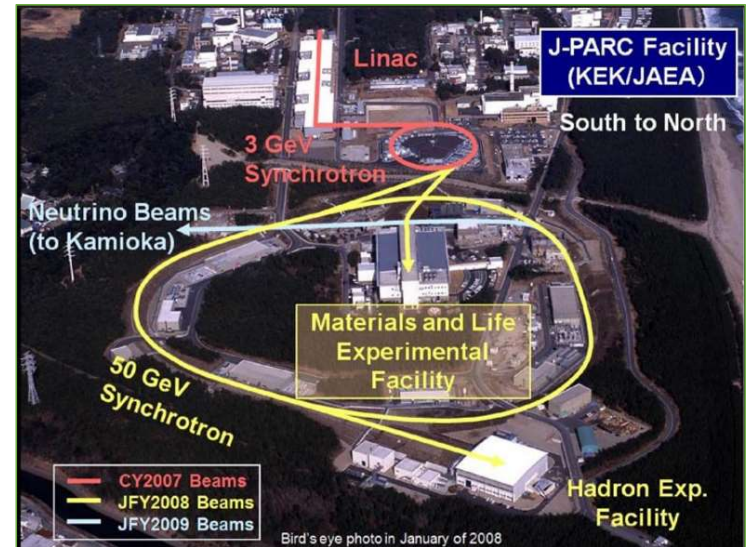 J-PARC Facility
(KEK/JAEA）
South to North
Linac
3 GeV
Synchrotron
Neutrino Beams
(to Kamioka)
Materials and Life
Experimental
Facility
50 GeV
Synchrotron
Hadron Exp.
Facility
CY2007 Beams
JFY2008 Beams
JFY2009 Beams
Bird's eye photo in January of 2008